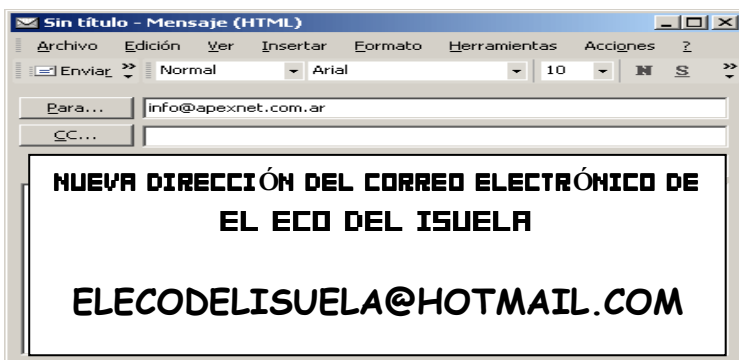 Sin título - Mensaje (HTML)
Archivo Edición Ver Insertar Formato Herramientas Acciones ?
Enviar Normal Arial 10 N S
Para... info@apexnet.com.ar
CC...
NUEVA DIRECCIÓN DEL CORREO ELECTRÓNICO DE
EL ECO DEL ISUELA
ELECODELISUELA@HOTMAIL.COM